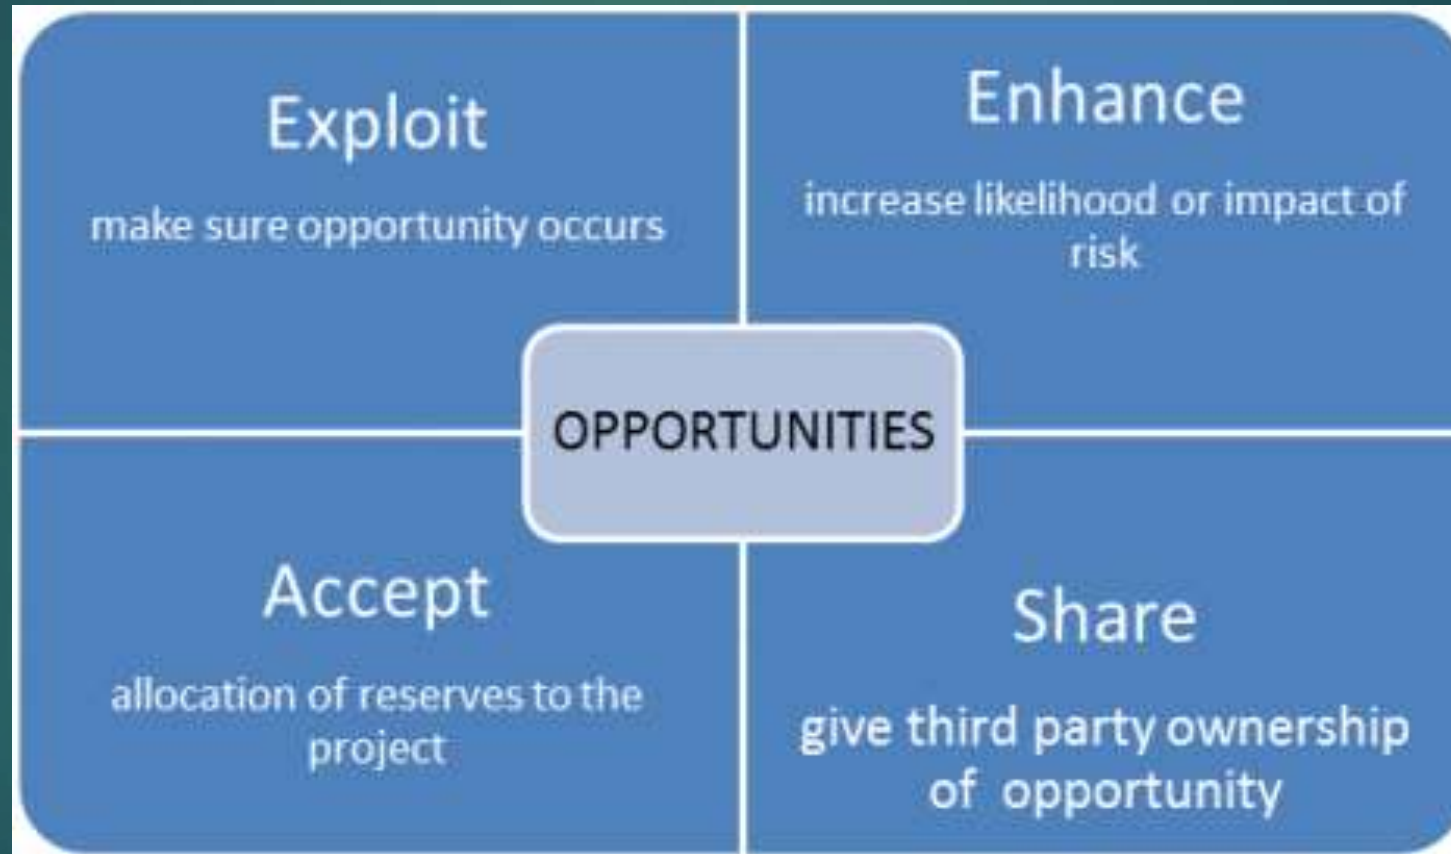 Exploit
make sure opportunity occurs
Enhance
increase likelihood or impact of
risk
OPPORTUNITIES
Accept
allocation of reserves to the
project
Share
give third party ownership
of opportunity